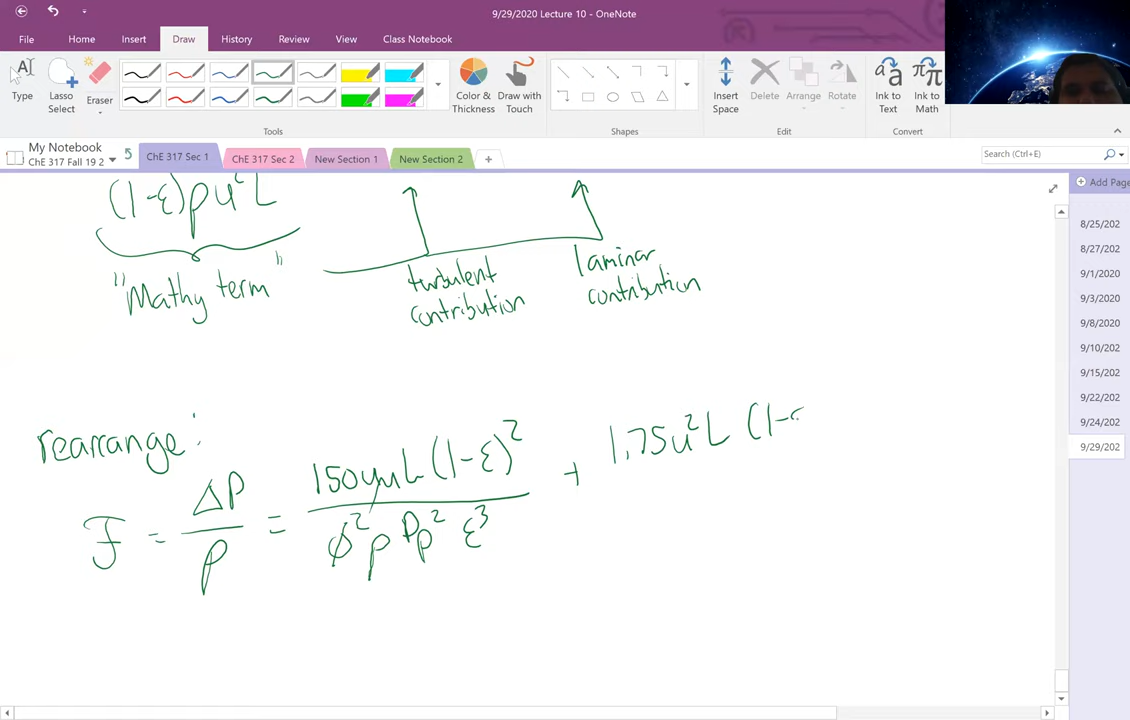 9/29/2020 Lecture 10 - OneNote
File Home Insert Draw History Review View Class Notebook
Type
Lasso Select
Eraser
Color & Thickness
Draw with Touch
Insert Space
Delete
Arrange
Rotate
Ink to Text
Ink to Math
Tools
Shapes
Edit
Convert
My Notebook
ChE 317 Fall 19 2
ChE 317 Sec 1
ChE 317 Sec 2
New Section 1
New Section 2
+
Search (Ctrl+E)
Add Page
8/25/202
8/27/202
9/1/2020
9/3/2020
9/8/2020
9/10/202
9/15/202
9/22/202
9/24/202
9/29/202
(1-ε)ρu²L
"Mathy term"
turbulent contribution
laminar contribution
rearrange:
F = ΔP/ρ = 150μuL(1-ε)²/(φ²ρDp²ε³) + 1.75u²L(1-ε